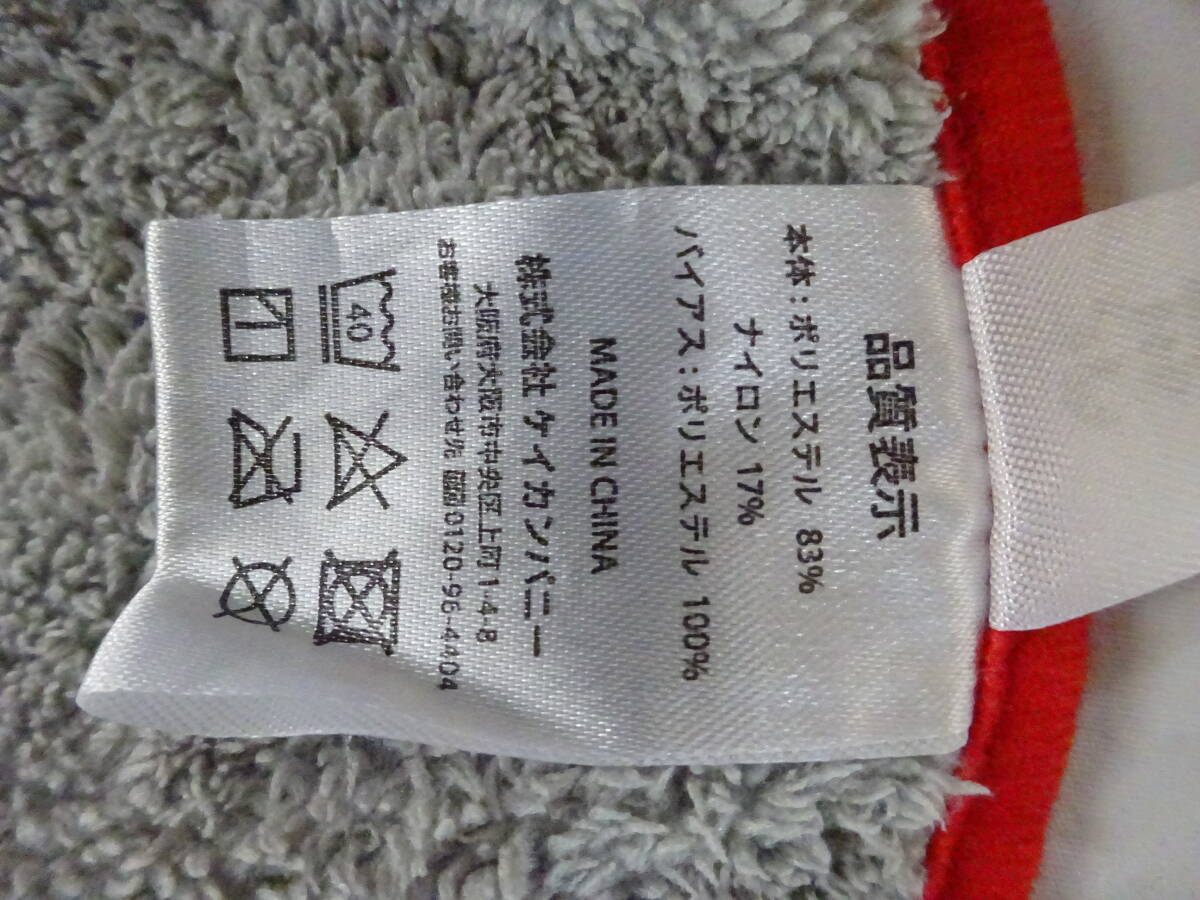 品質表示
本体：ポリエステル 83%
ナイロン 17%
バイアス：ポリエステル 100%
MADE IN CHINA
株式会社 ケイカンパニー
大阪府大阪市中央区上町 1-4-8
お客様お問い合わせ先 0120-96-4404
40